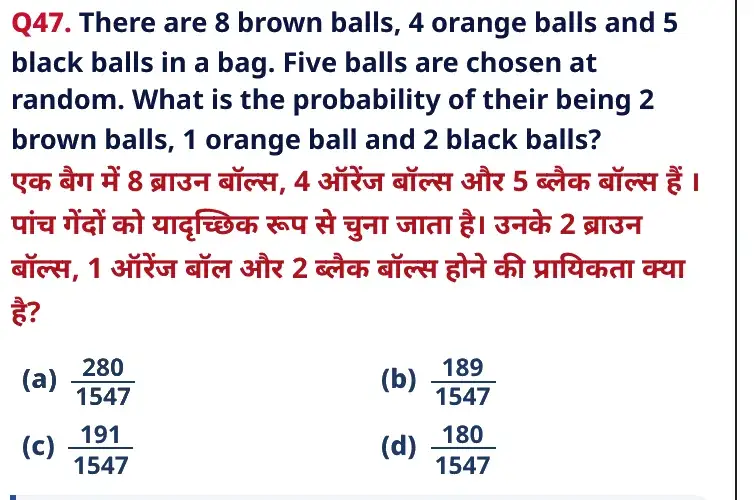 Q47. There are 8 brown balls, 4 orange balls and 5
black balls in a bag. Five balls are chosen at
random. What is the probability of their being 2
brown balls, 1 orange ball and 2 black balls?
एक बैग में 8 ब्राउन बॉल्स, 4 ऑरेंज बॉल्स और 5 ब्लैक बॉल्स हैं ।
पांच गेंदों को यादृच्छिक रूप से चुना जाता है। उनके 2 ब्राउन
बॉल्स, 1 ऑरेंज बॉल और 2 ब्लैक बॉल्स होने की प्रायिकता क्या
है?
(a) 280/1547 (b) 189/1547
(c) 191/1547 (d) 180/1547